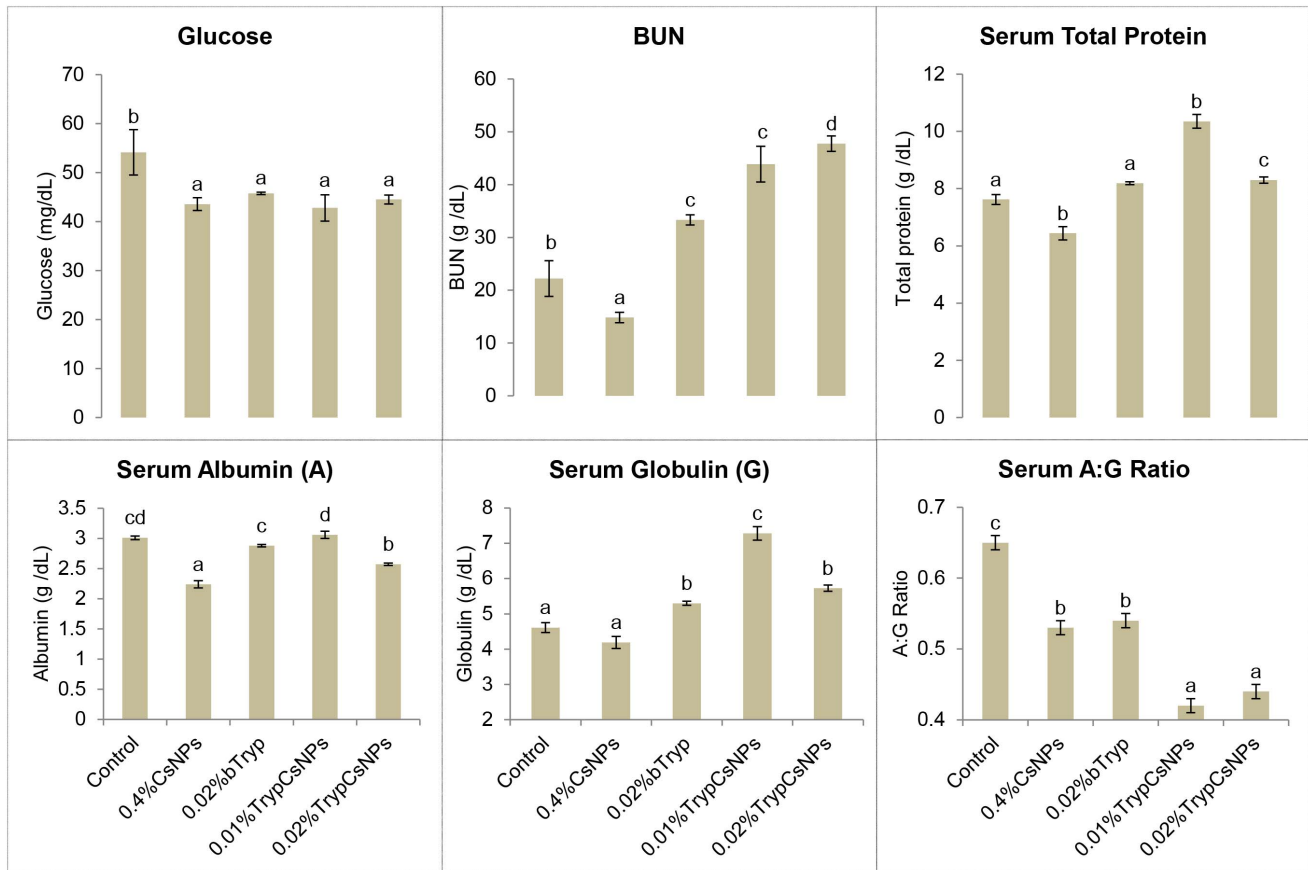 Glucose
70
60
50
40
30
20
10
0
Glucose (mg/dL)
b
a
a
a
a
BUN
60
50
40
30
20
10
0
BUN (g /dL)
b
a
c
c
d
Serum Total Protein
12
10
8
6
4
2
0
Total protein (g /dL)
a
b
a
b
c
Serum Albumin (A)
3.5
3
2.5
2
1.5
1
0.5
0
Albumin (g /dL)
cd
a
c
d
b
Control
0.4%CsNPs
0.02%bTryp
0.01%TrypCsNPs
0.02%TrypCsNPs
Serum Globulin (G)
8
7
6
5
4
3
2
Globulin (g /dL)
a
a
b
c
b
Control
0.4%CsNPs
0.02%bTryp
0.01%TrypCsNPs
0.02%TrypCsNPs
Serum A:G Ratio
0.7
0.6
0.5
0.4
A:G Ratio
c
b
b
a
a
Control
0.4%CsNPs
0.02%bTryp
0.01%TrypCsNPs
0.02%TrypCsNPs